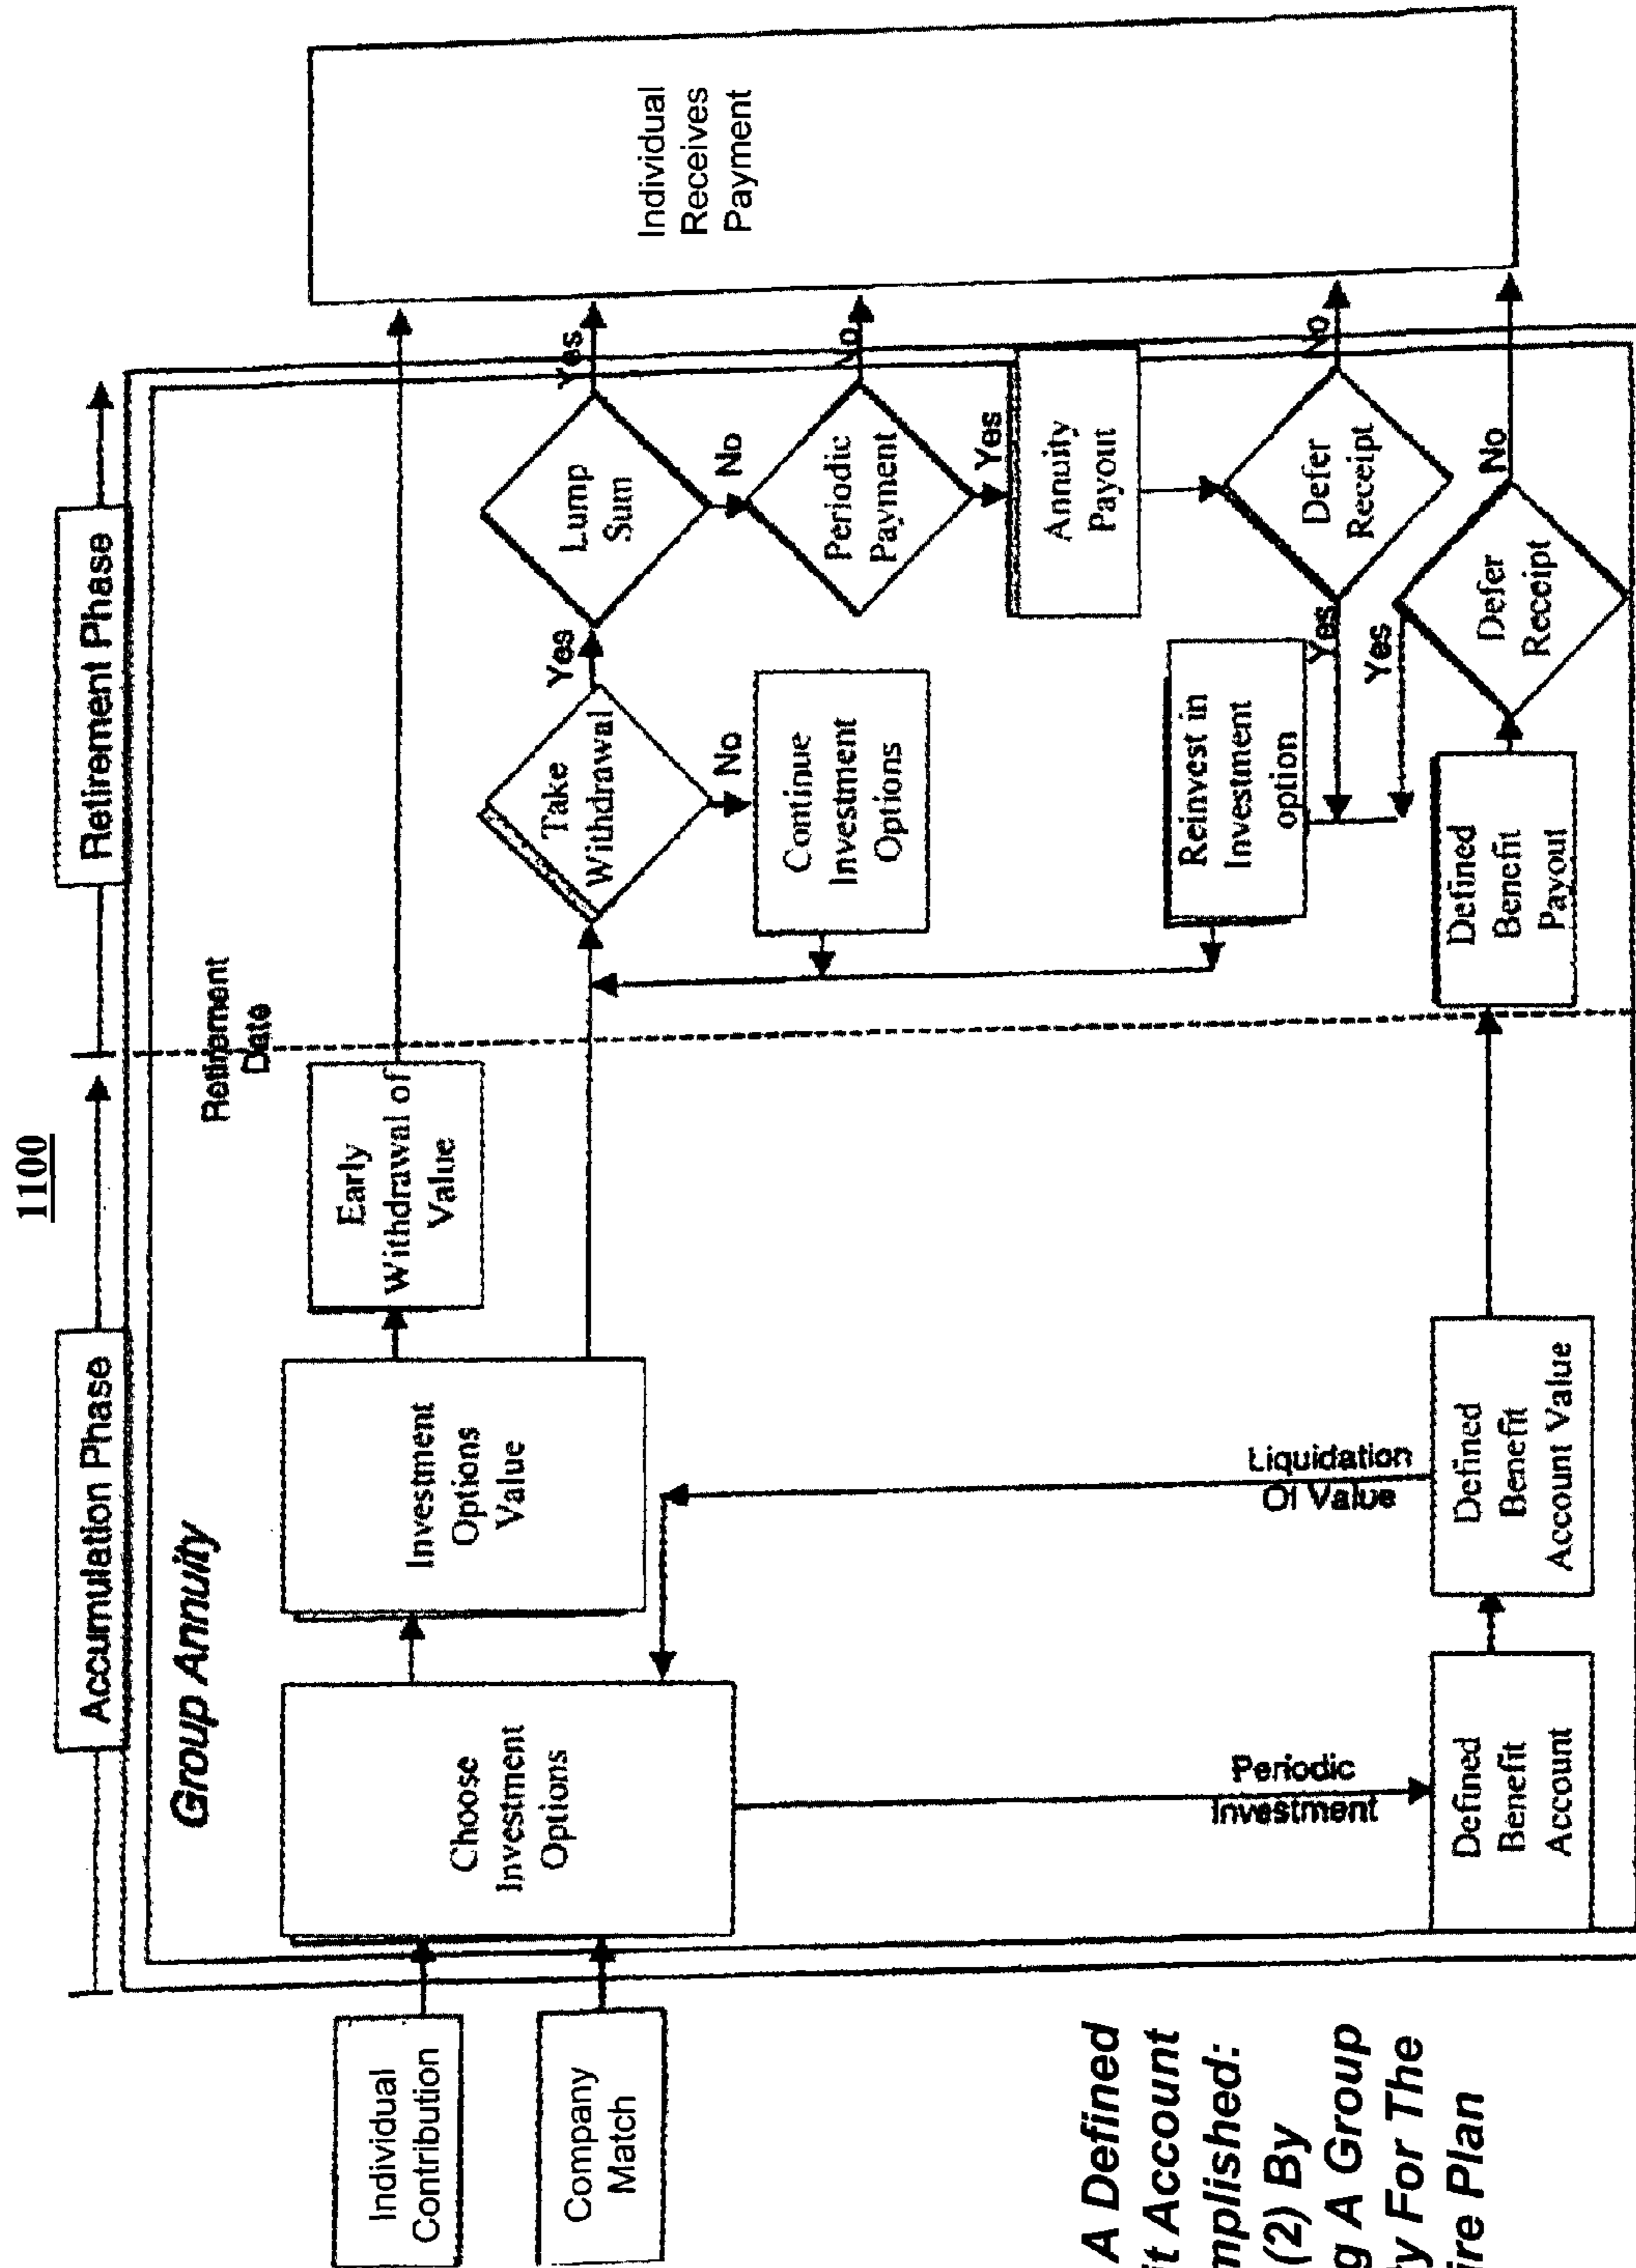 1100
Accumulation Phase
Retirement Phase
Retirement
Date
Group Annuity
Individual
Contribution
Company
Match
Choose
Investment
Options
Investment
Options
Value
Early
Withdrawal of
Value
Take
Withdrawal
Yes
No
Lump
Sum
Yes
No
Continue
Investment
Options
Periodic
Payment
No
Yes
Annuity
Payout
Reinvest in
Investment
option
Defer
Receipt
No
Yes
Individual
Receives
Payment
Periodic
Investment
Liquidation
Of Value
Defined
Benefit
Account
Defined
Benefit
Account Value
Defined
Benefit
Payout
Defer
Receipt
Yes
No
A Defined
Account
(2) By
A Group
For The
Plan